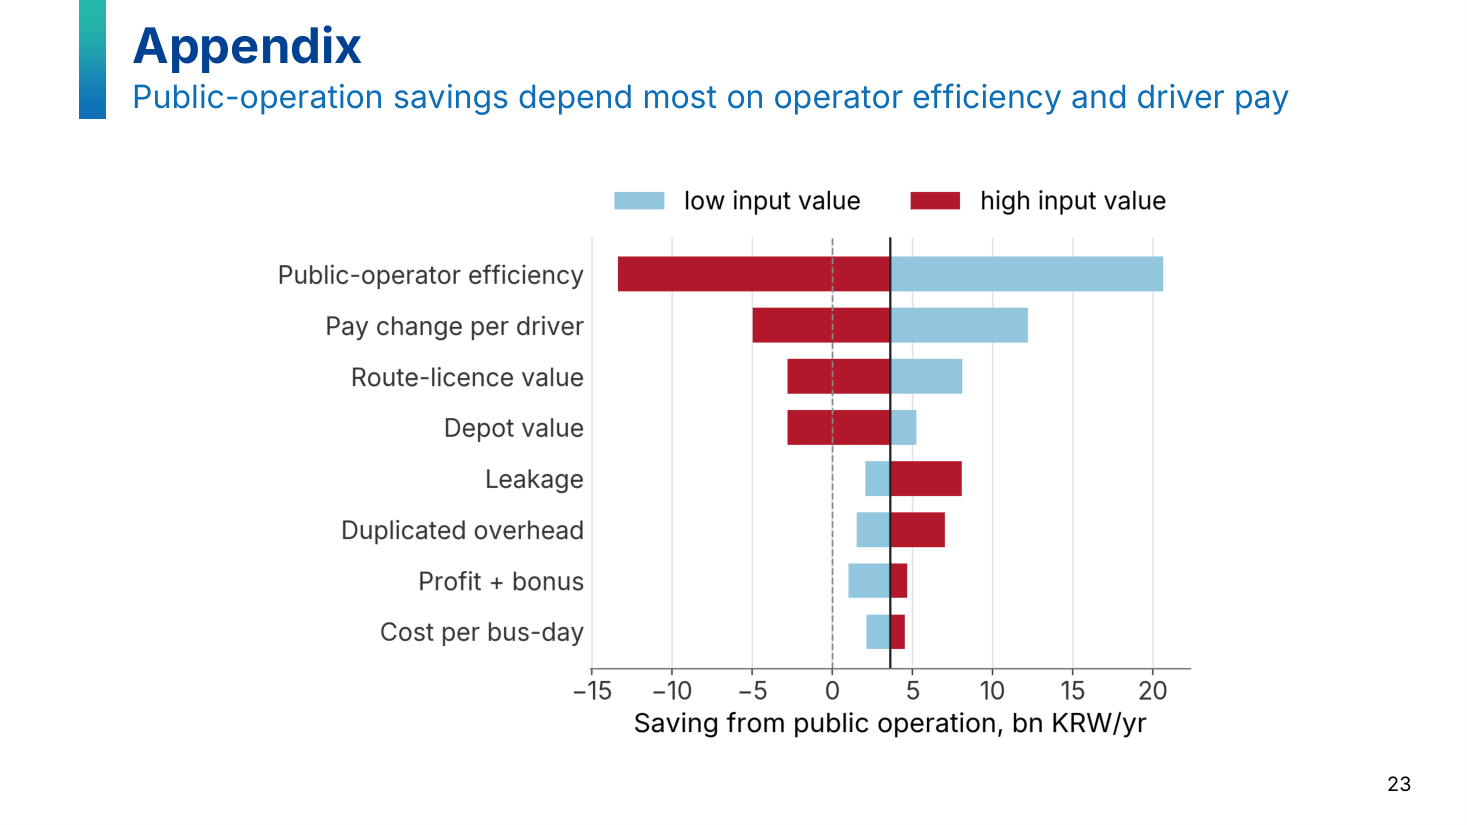 Appendix
Public-operation savings depend most on operator efficiency and driver pay
low input value
high input value
Public-operator efficiency
Pay change per driver
Route-licence value
Depot value
Leakage
Duplicated overhead
Profit + bonus
Cost per bus-day
−15 −10 −5 0 5 10 15 20
Saving from public operation, bn KRW/yr
23